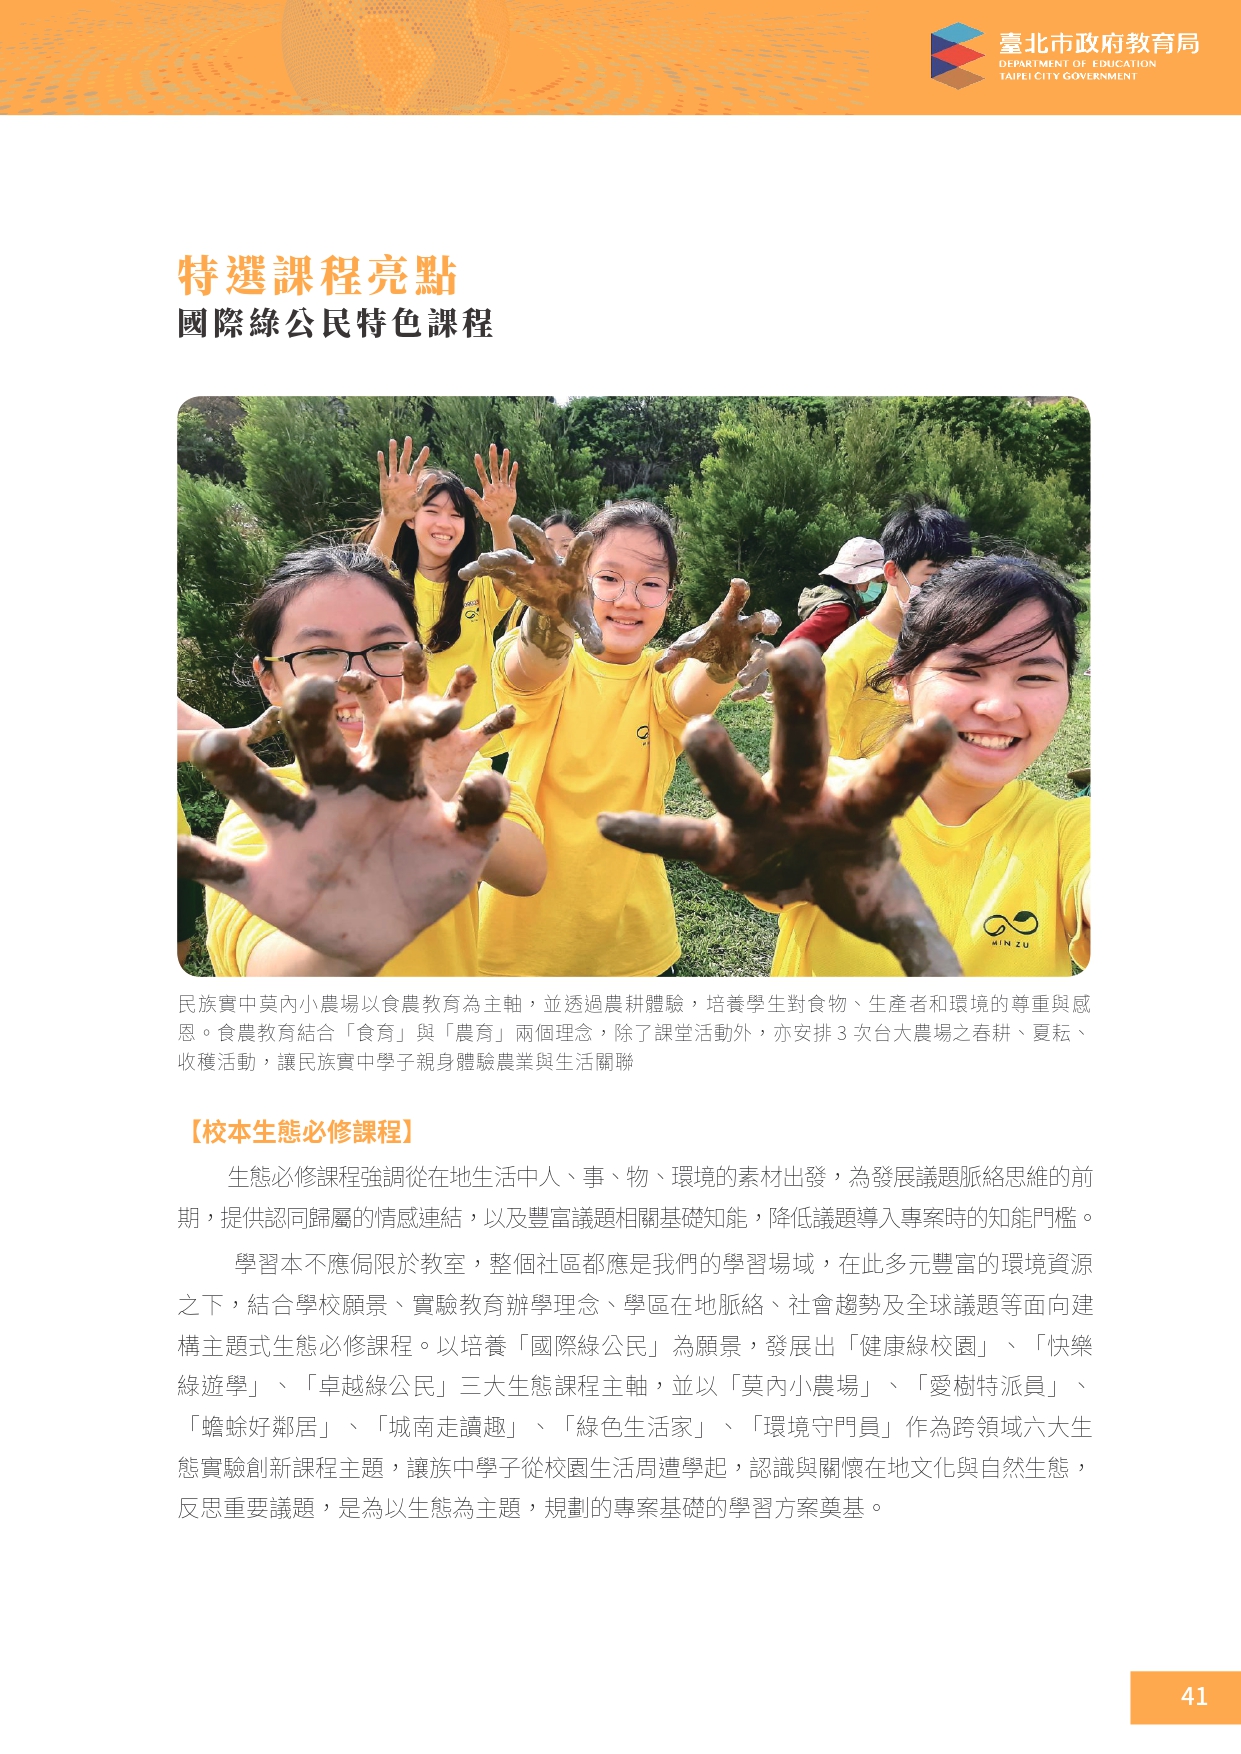 臺北市政府教育局
DEPARTMENT OF EDUCATION
TAIPEI CITY GOVERNMENT
特選課程亮點
國際綠公民特色課程
MIN ZU
民族實中莫內小農場以食農教育為主軸，並透過農耕體驗，培養學生對食物、生產者和環境的尊重與感
恩。食農教育結合「食育」與「農育」兩個理念，除了課堂活動外，亦安排 3 次台大農場之春耕、夏耘、
收穫活動，讓民族實中學子親身體驗農業與生活關聯
【校本生態必修課程】
生態必修課程強調從在地生活中人、事、物、環境的素材出發，為發展議題脈絡思維的前
期，提供認同歸屬的情感連結，以及豐富議題相關基礎知能，降低議題導入專案時的知能門檻。
學習本不應侷限於教室，整個社區都應是我們的學習場域，在此多元豐富的環境資源
之下，結合學校願景、實驗教育辦學理念、學區在地脈絡、社會趨勢及全球議題等面向建
構主題式生態必修課程。以培養「國際綠公民」為願景，發展出「健康綠校園」、「快樂
綠遊學」、「卓越綠公民」三大生態課程主軸，並以「莫內小農場」、「愛樹特派員」、
「蟾蜍好鄰居」、「城南走讀趣」、「綠色生活家」、「環境守門員」作為跨領域六大生
態實驗創新課程主題，讓族中學子從校園生活周遭學起，認識與關懷在地文化與自然生態，
反思重要議題，是為以生態為主題，規劃的專案基礎的學習方案奠基。
41